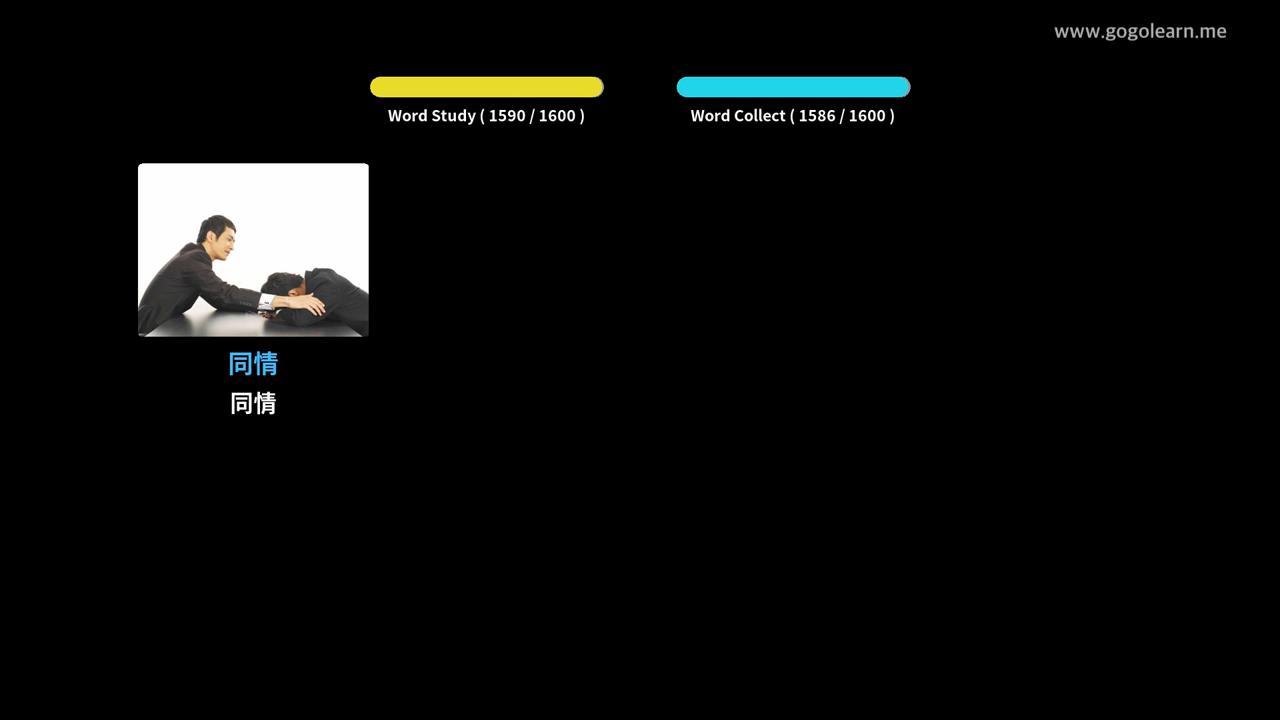 www.gogolearn.me
Word Study ( 1590 / 1600 )
Word Collect ( 1586 / 1600 )
同情
同情